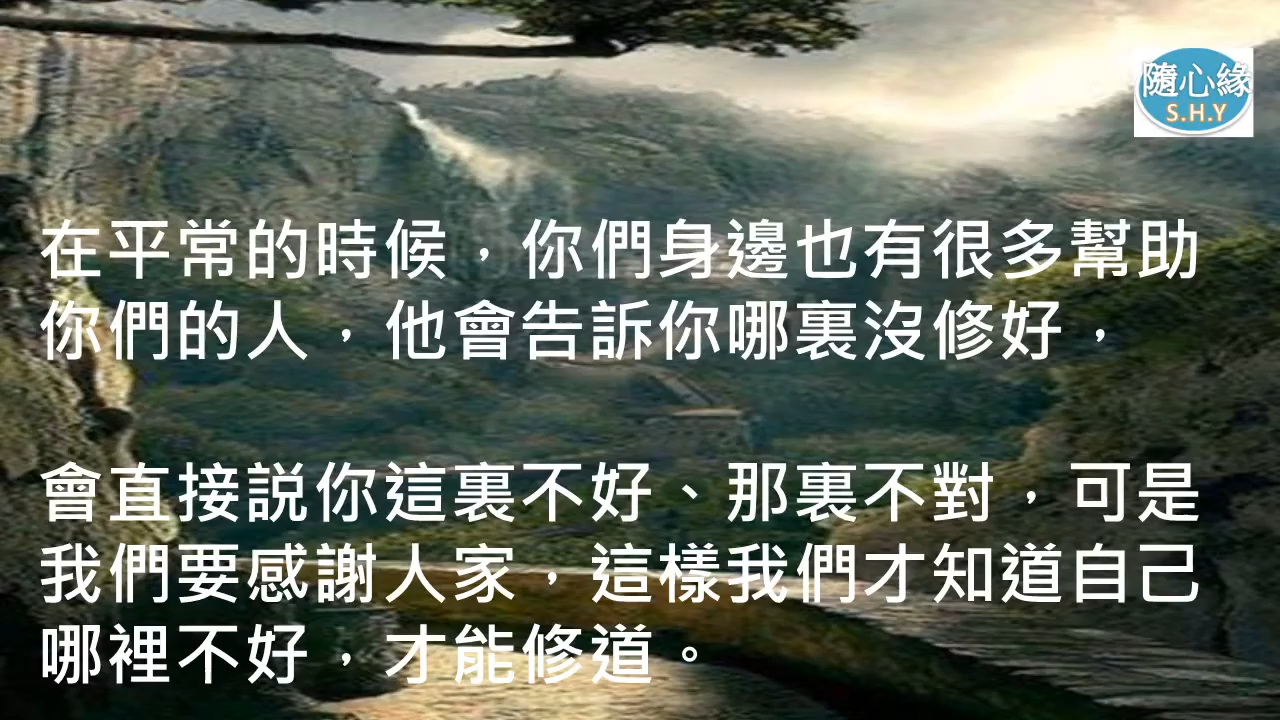 隨心緣
S.H.Y
在平常的時候，你們身邊也有很多幫助
你們的人，他會告訴你哪裏沒修好，
會直接説你這裏不好、那裏不對，可是
我們要感謝人家，這樣我們才知道自己
哪裡不好，才能修道。